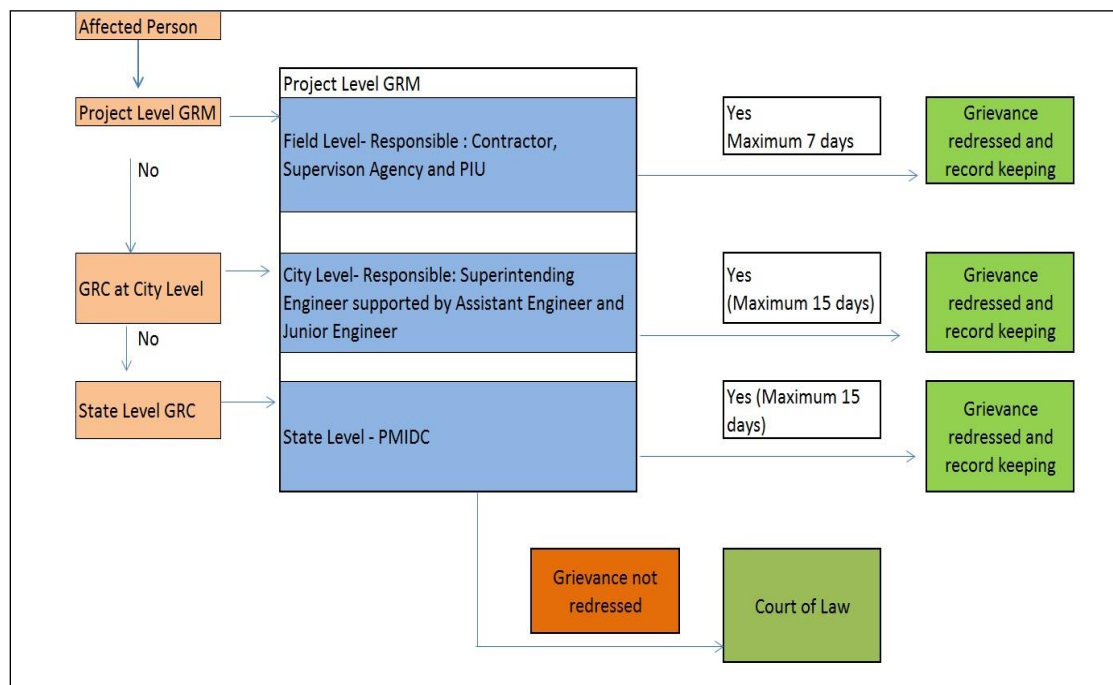 Affected Person
Project Level GRM
Project Level GRM
Field Level- Responsible : Contractor,
Supervison Agency and PIU
Yes
Maximum 7 days
Grievance
redressed and
record keeping
No
GRC at City Level
City Level- Responsible: Superintending
Engineer supported by Assistant Engineer and
Junior Engineer
Yes
(Maximum 15 days)
Grievance
redressed and
record keeping
No
State Level GRC
State Level - PMIDC
Yes (Maximum 15
days)
Grievance
redressed and
record keeping
Grievance not
redressed
Court of Law